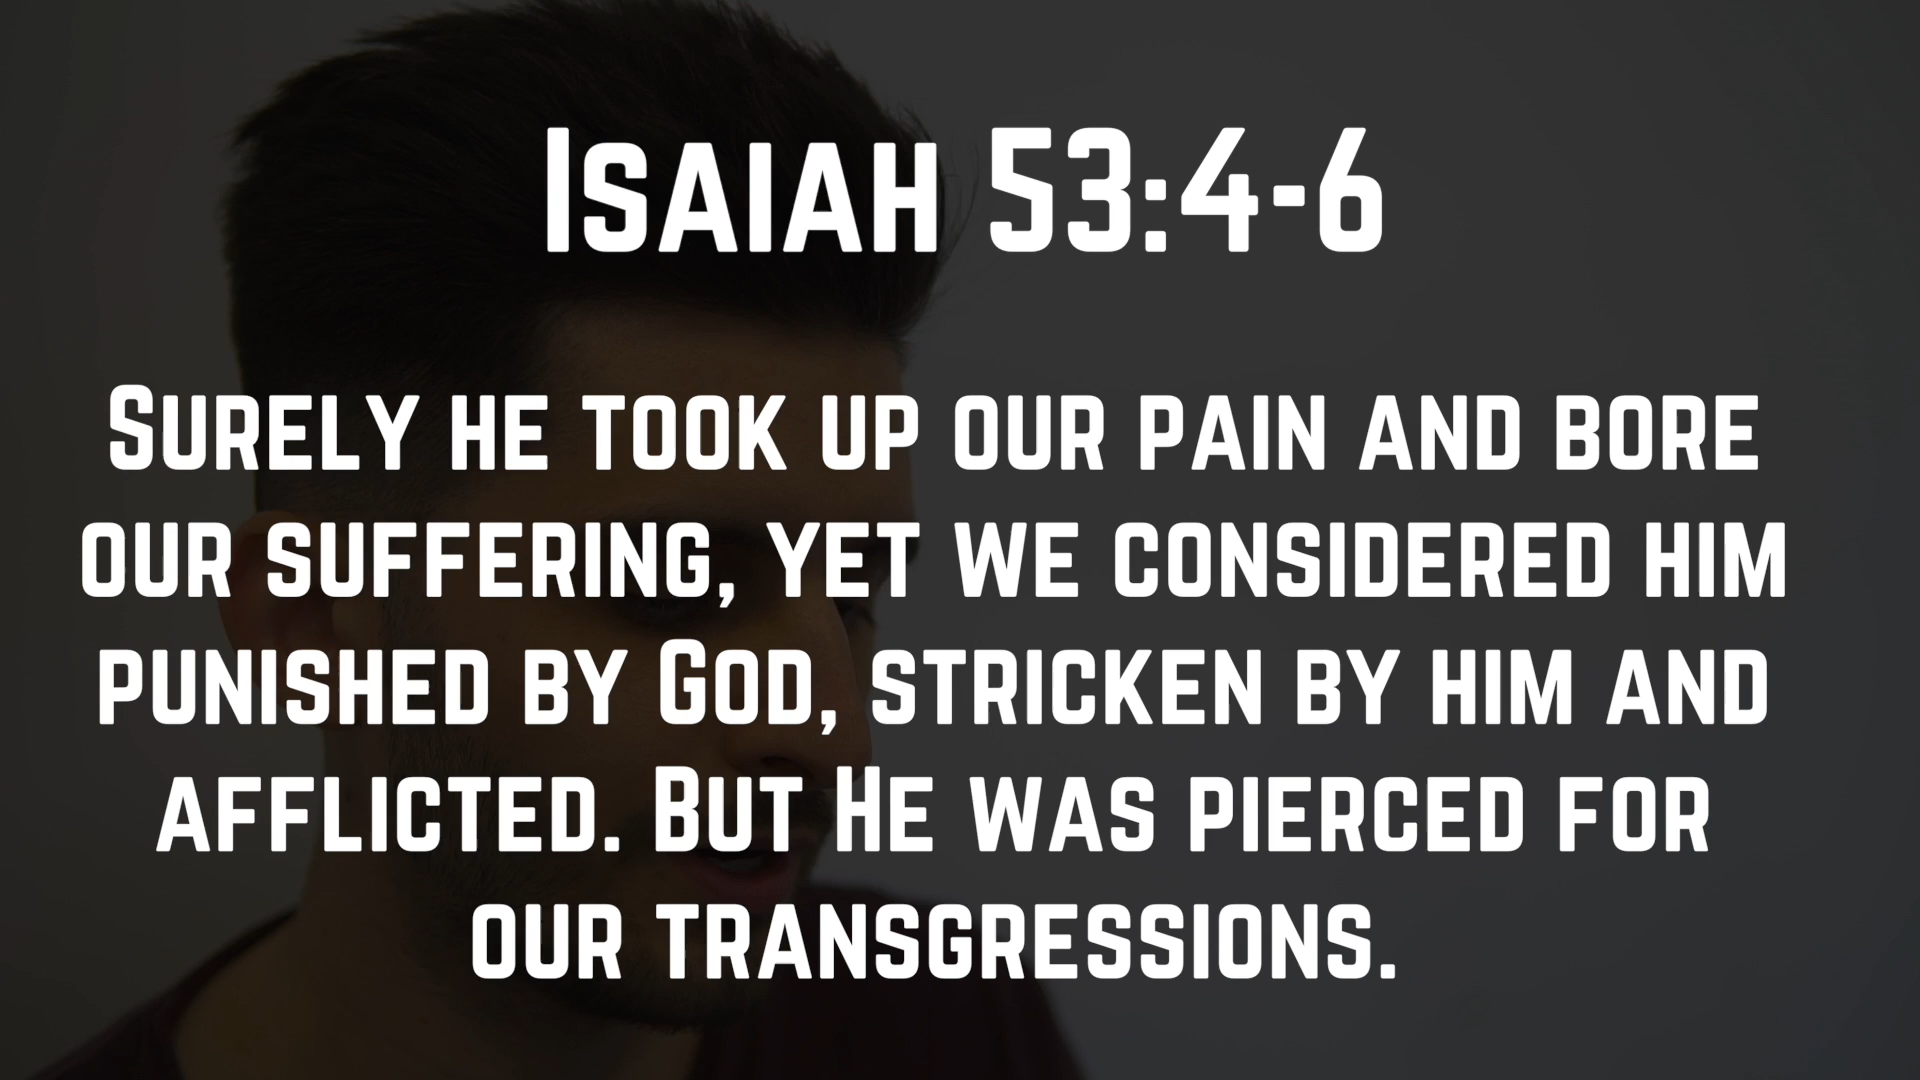 Isaiah 53:4-6
Surely he took up our pain and bore
our suffering, yet we considered him
punished by God, stricken by him and
afflicted. But He was pierced for
our transgressions.